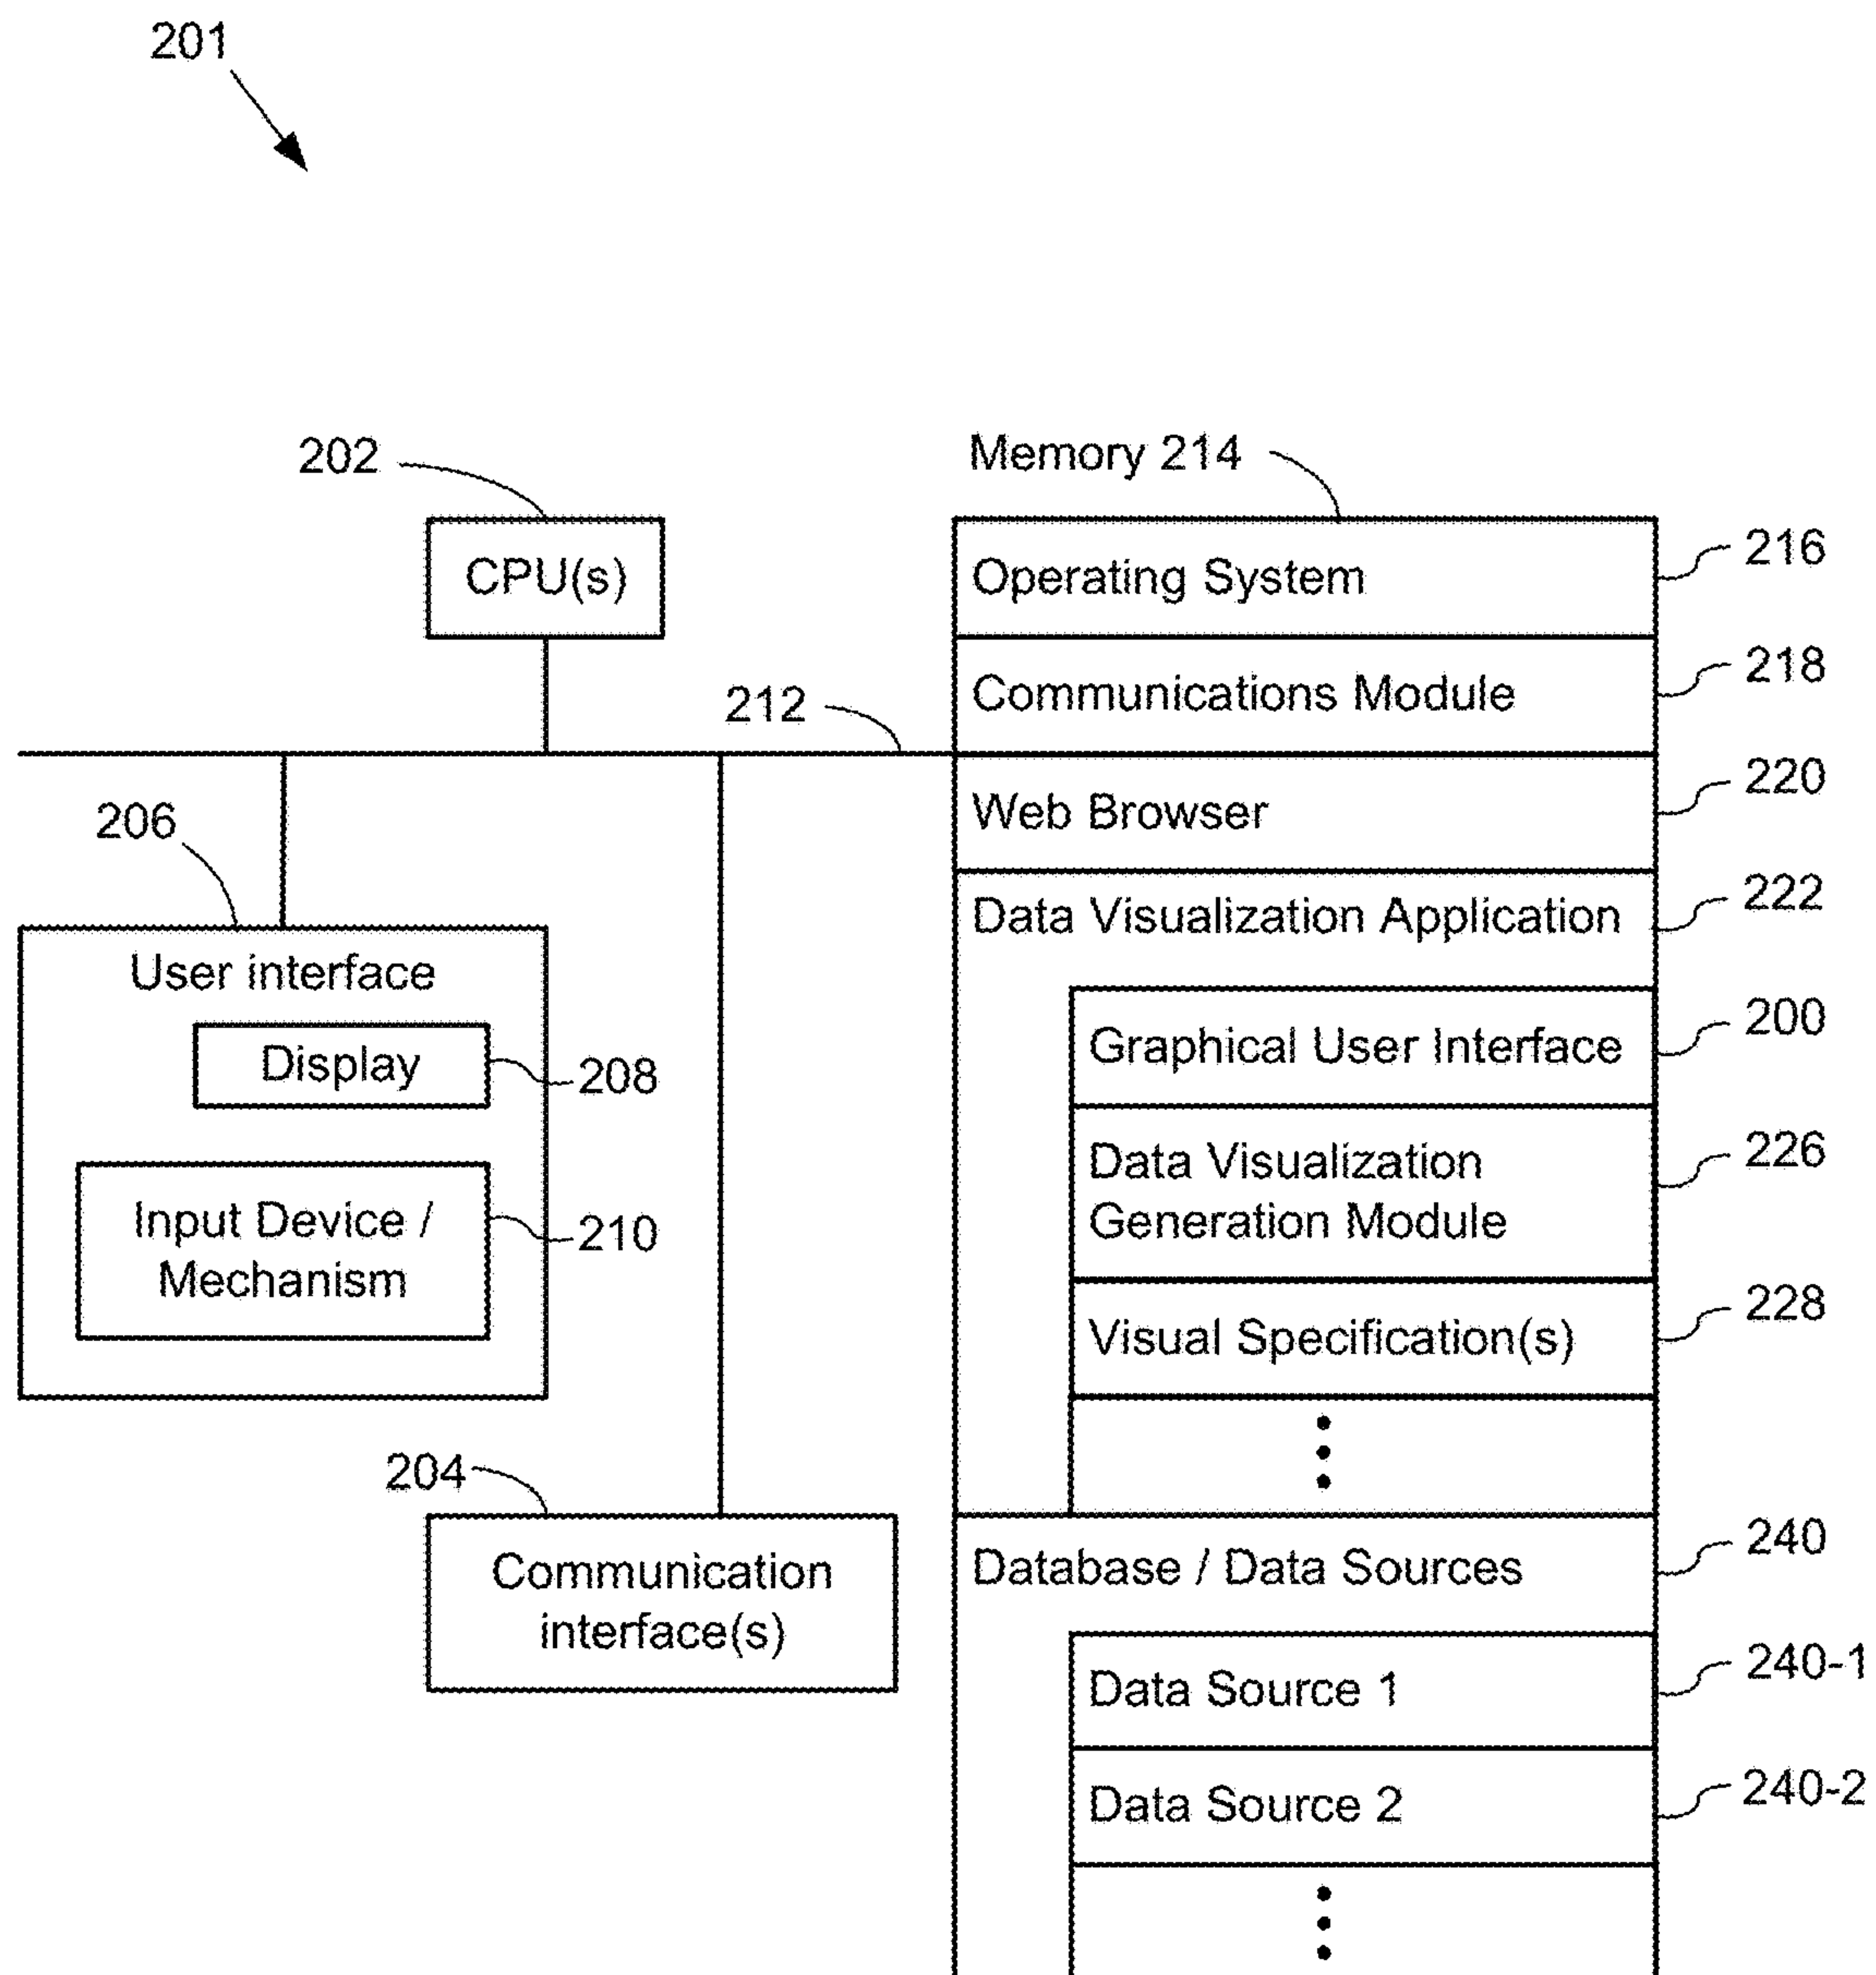 201
202
CPU(s)
212
206
User interface
Display
208
Input Device /
Mechanism
210
204
Communication
interface(s)
Memory 214
Operating System
216
Communications Module
218
Web Browser
220
Data Visualization Application
222
Graphical User Interface
200
Data Visualization
Generation Module
226
Visual Specification(s)
228
Database / Data Sources
240
Data Source 1
240-1
Data Source 2
240-2